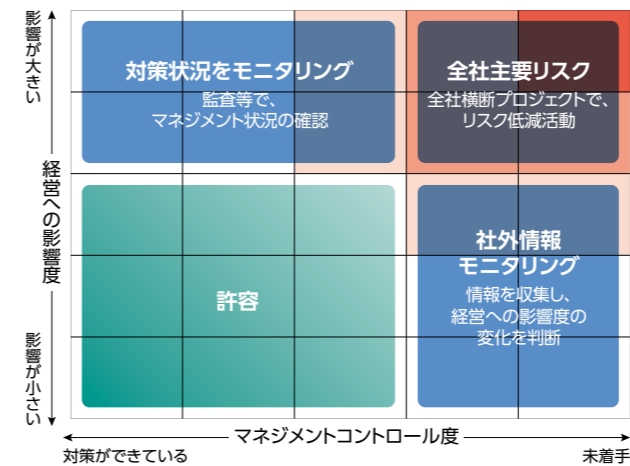 影響が大きい
経営への影響度
影響が小さい
対策状況をモニタリング
監査等で、
マネジメント状況の確認
全社主要リスク
全社横断プロジェクトで、
リスク低減活動
許容
社外情報
モニタリング
情報を収集し、
経営への影響度の
変化を判断
マネジメントコントロール度
対策ができている
未着手